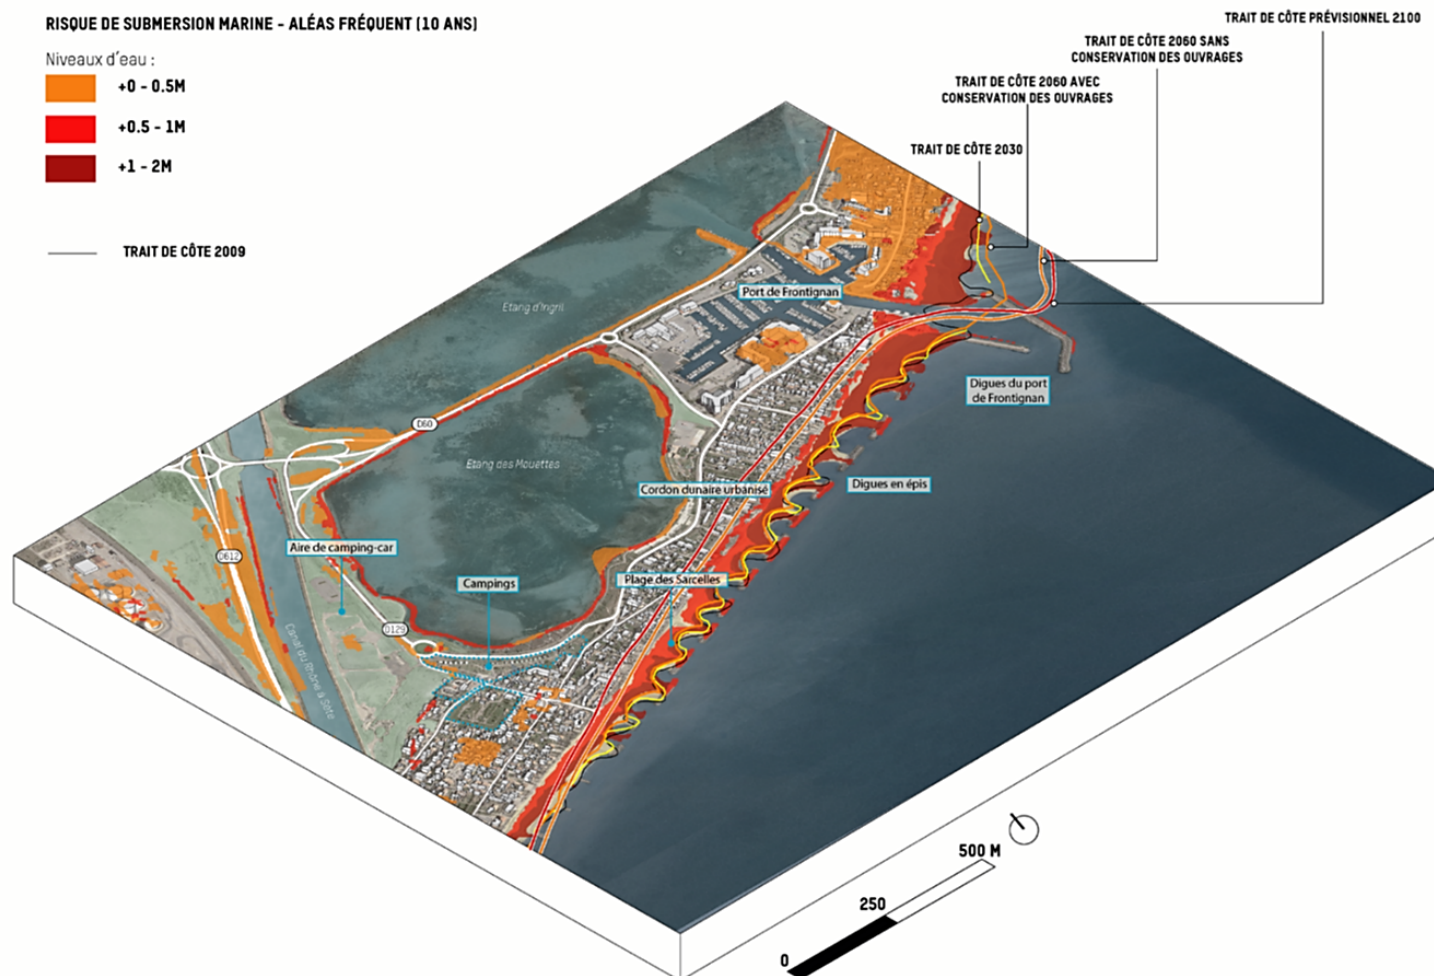 RISQUE DE SUBMERSION MARINE - ALÉAS FRÉQUENT (10 ANS)
Niveaux d'eau :
+0 - 0.5M
+0.5 - 1M
+1 - 2M
TRAIT DE CÔTE 2009
TRAIT DE CÔTE PRÉVISIONNEL 2100
TRAIT DE CÔTE 2060 SANS
CONSERVATION DES OUVRAGES
TRAIT DE CÔTE 2060 AVEC
CONSERVATION DES OUVRAGES
TRAIT DE CÔTE 2030
Port de Frontignan
Etang d'Ingril
Digues du port
de Frontignan
D60
Etang des Mouettes
Cordon dunaire urbanisé
Digues en épis
Aire de camping-car
D612
Campings
Plage des Sarcelles
D129
Canal du Rhône à Sète
500 M
250
0